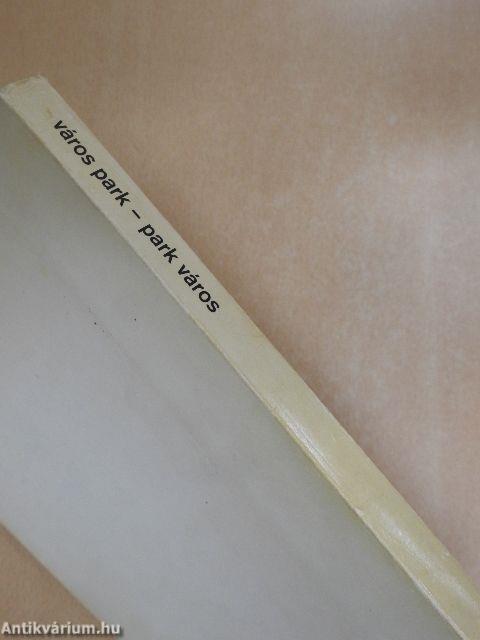 város park – park város
Antikvárium.hu